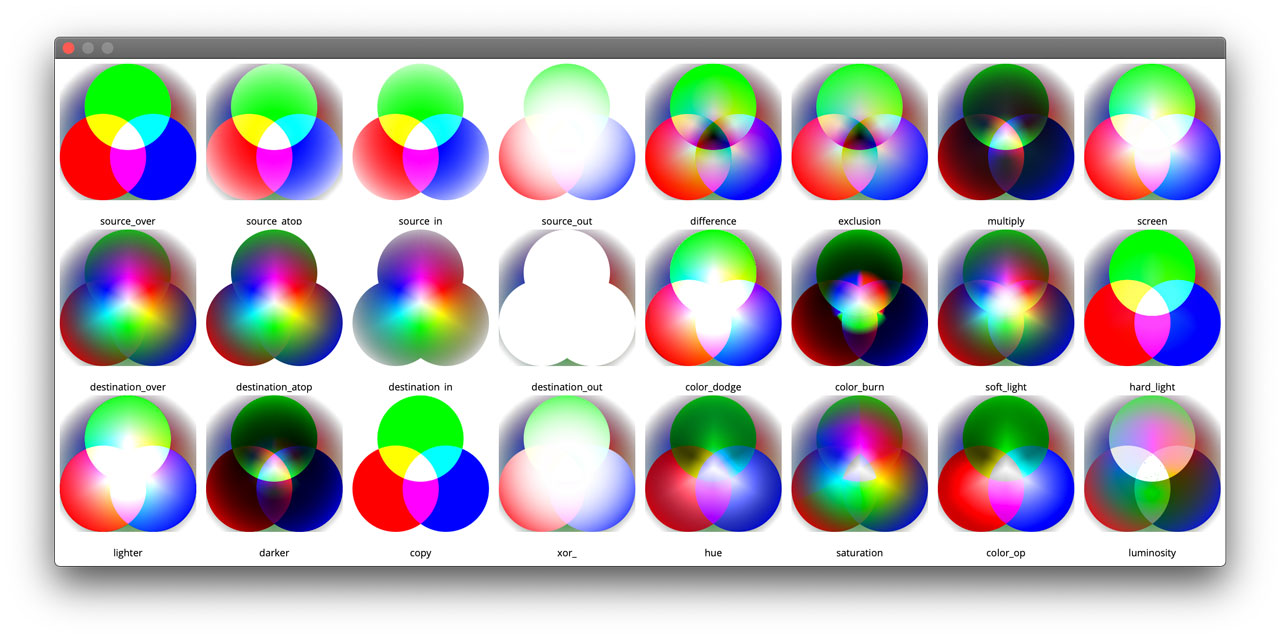 source_over source_atop source_in source_out difference exclusion multiply screen
destination_over destination_atop destination_in destination_out color_dodge color_burn soft_light hard_light
lighter darker copy xor_ hue saturation color_op luminosity